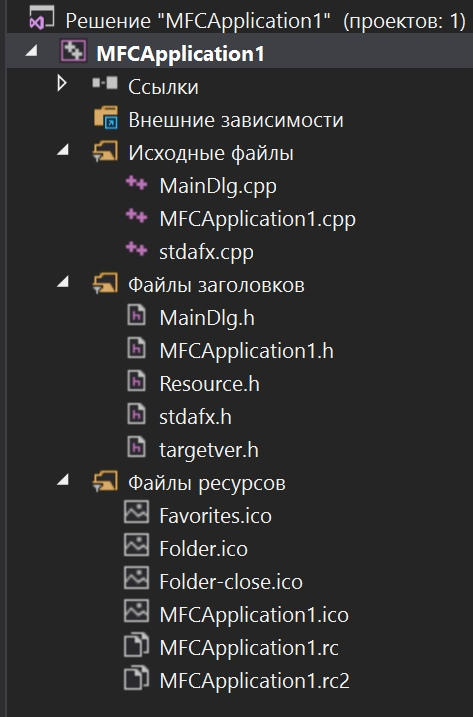 Решение "MFCApplication1" (проектов: 1)
MFCApplication1
Ссылки
Внешние зависимости
Исходные файлы
MainDlg.cpp
MFCApplication1.cpp
stdafx.cpp
Файлы заголовков
MainDlg.h
MFCApplication1.h
Resource.h
stdafx.h
targetver.h
Файлы ресурсов
Favorites.ico
Folder.ico
Folder-close.ico
MFCApplication1.ico
MFCApplication1.rc
MFCApplication1.rc2